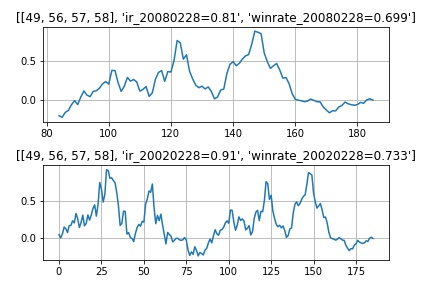 [[49, 56, 57, 58], 'ir_20080228=0.81', 'winrate_20080228=0.699']
0.5
0.0
80 100 120 140 160 180
[[49, 56, 57, 58], 'ir_20020228=0.91', 'winrate_20020228=0.733']
0.5
0.0
0 25 50 75 100 125 150 175